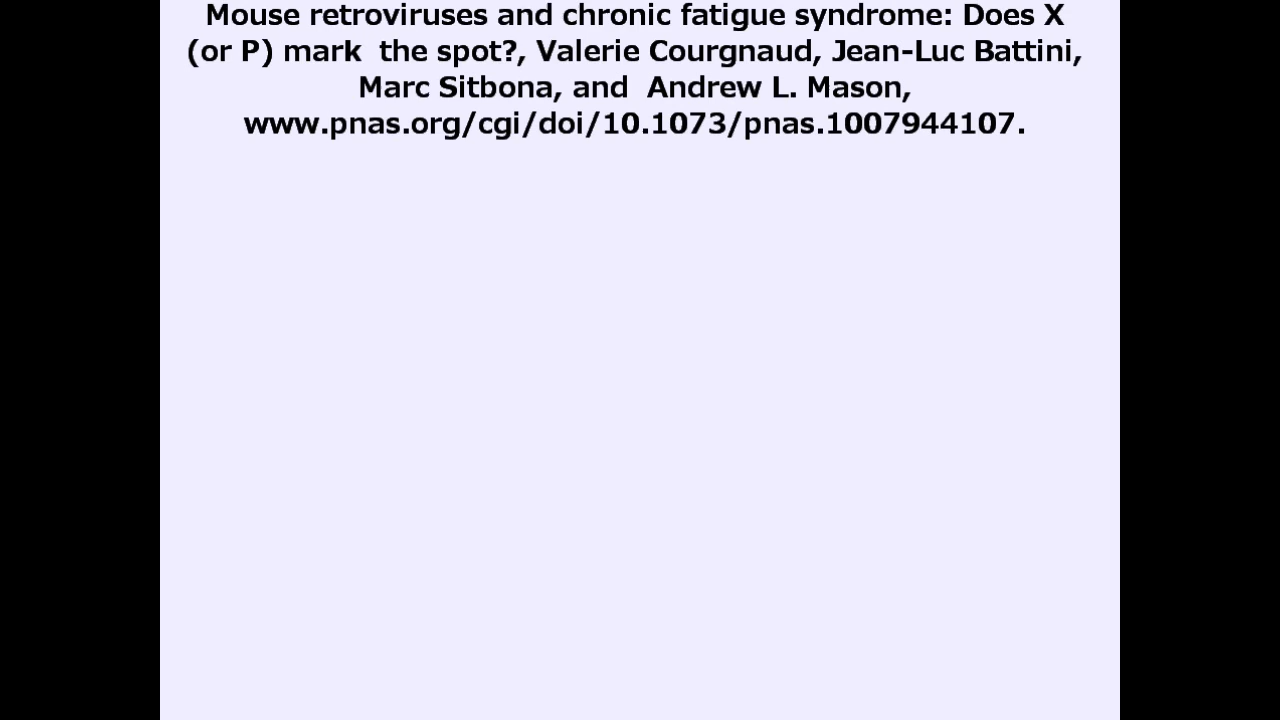 Mouse retroviruses and chronic fatigue syndrome: Does X
(or P) mark  the spot?, Valerie Courgnaud, Jean-Luc Battini,
Marc Sitbona, and  Andrew L. Mason,
www.pnas.org/cgi/doi/10.1073/pnas.1007944107.